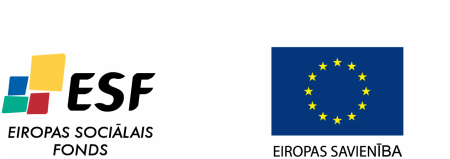 ESF
EIROPAS SOCIĀLAIS
FONDS
EIROPAS SAVIENĪBA